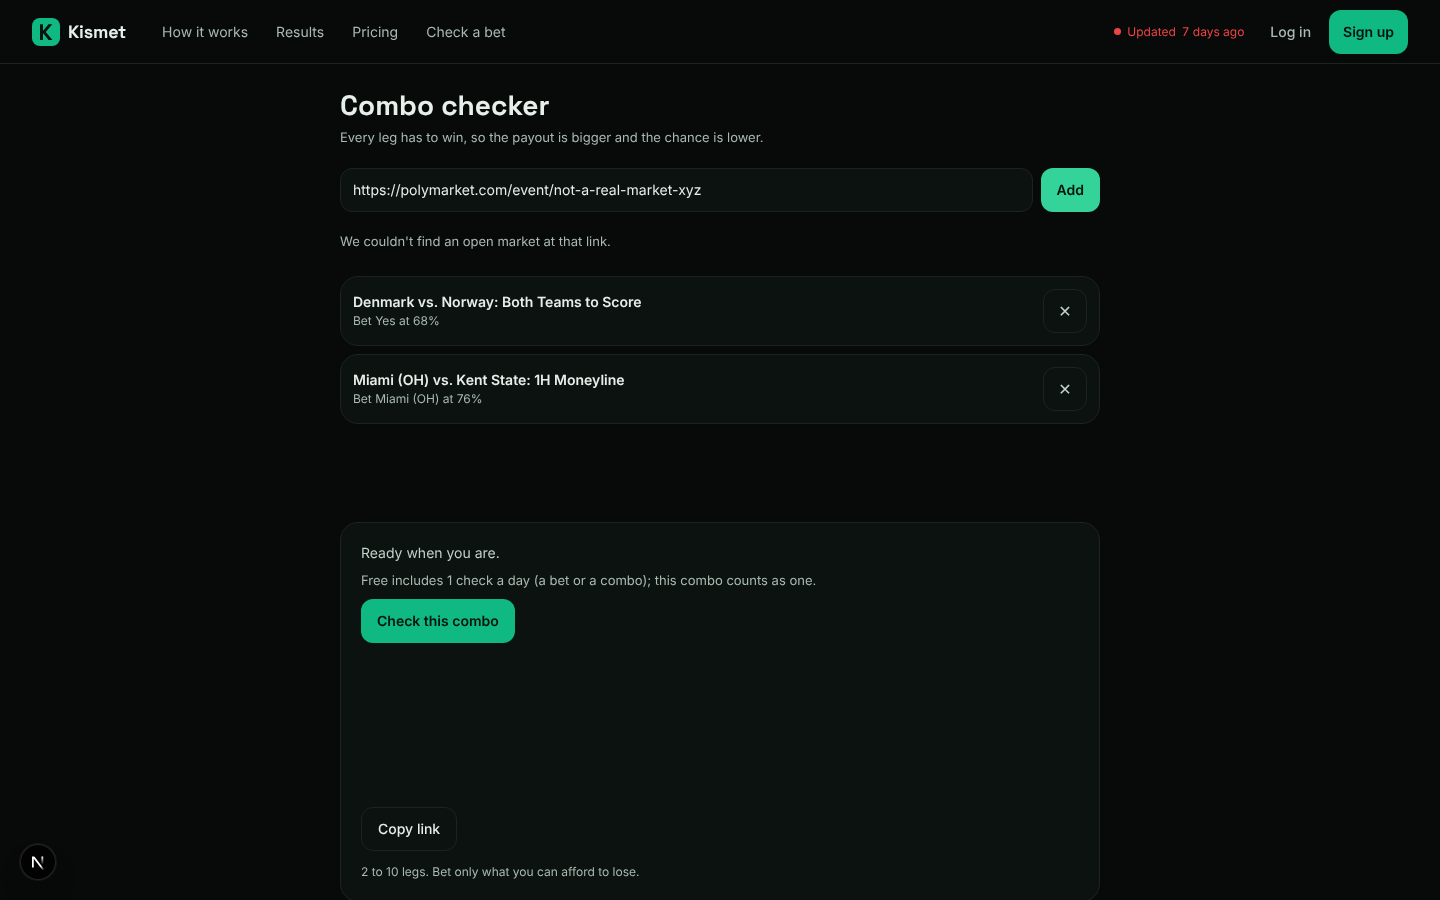 Kismet
How it works
Results
Pricing
Check a bet
Updated 7 days ago
Log in
Sign up
Combo checker
Every leg has to win, so the payout is bigger and the chance is lower.
https://polymarket.com/event/not-a-real-market-xyz
Add
We couldn't find an open market at that link.
Denmark vs. Norway: Both Teams to Score
Bet Yes at 68%
✕
Miami (OH) vs. Kent State: 1H Moneyline
Bet Miami (OH) at 76%
✕
Ready when you are.
Free includes 1 check a day (a bet or a combo); this combo counts as one.
Check this combo
Copy link
2 to 10 legs. Bet only what you can afford to lose.